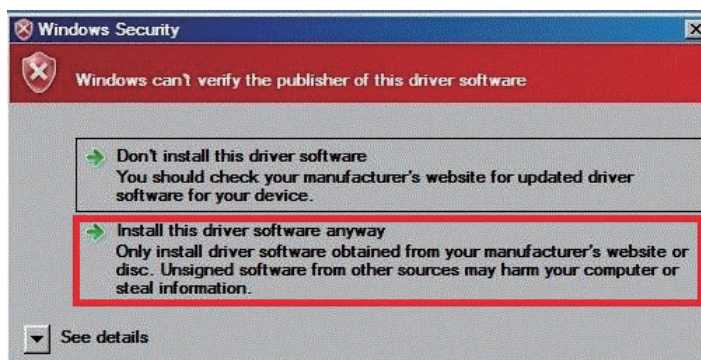 Windows Security
Windows can't verify the publisher of this driver software
Don't install this driver software
You should check your manufacturer's website for updated driver
software for your device.
Install this driver software anyway
Only install driver software obtained from your manufacturer's website or
disc. Unsigned software from other sources may harm your computer or
steal information.
See details